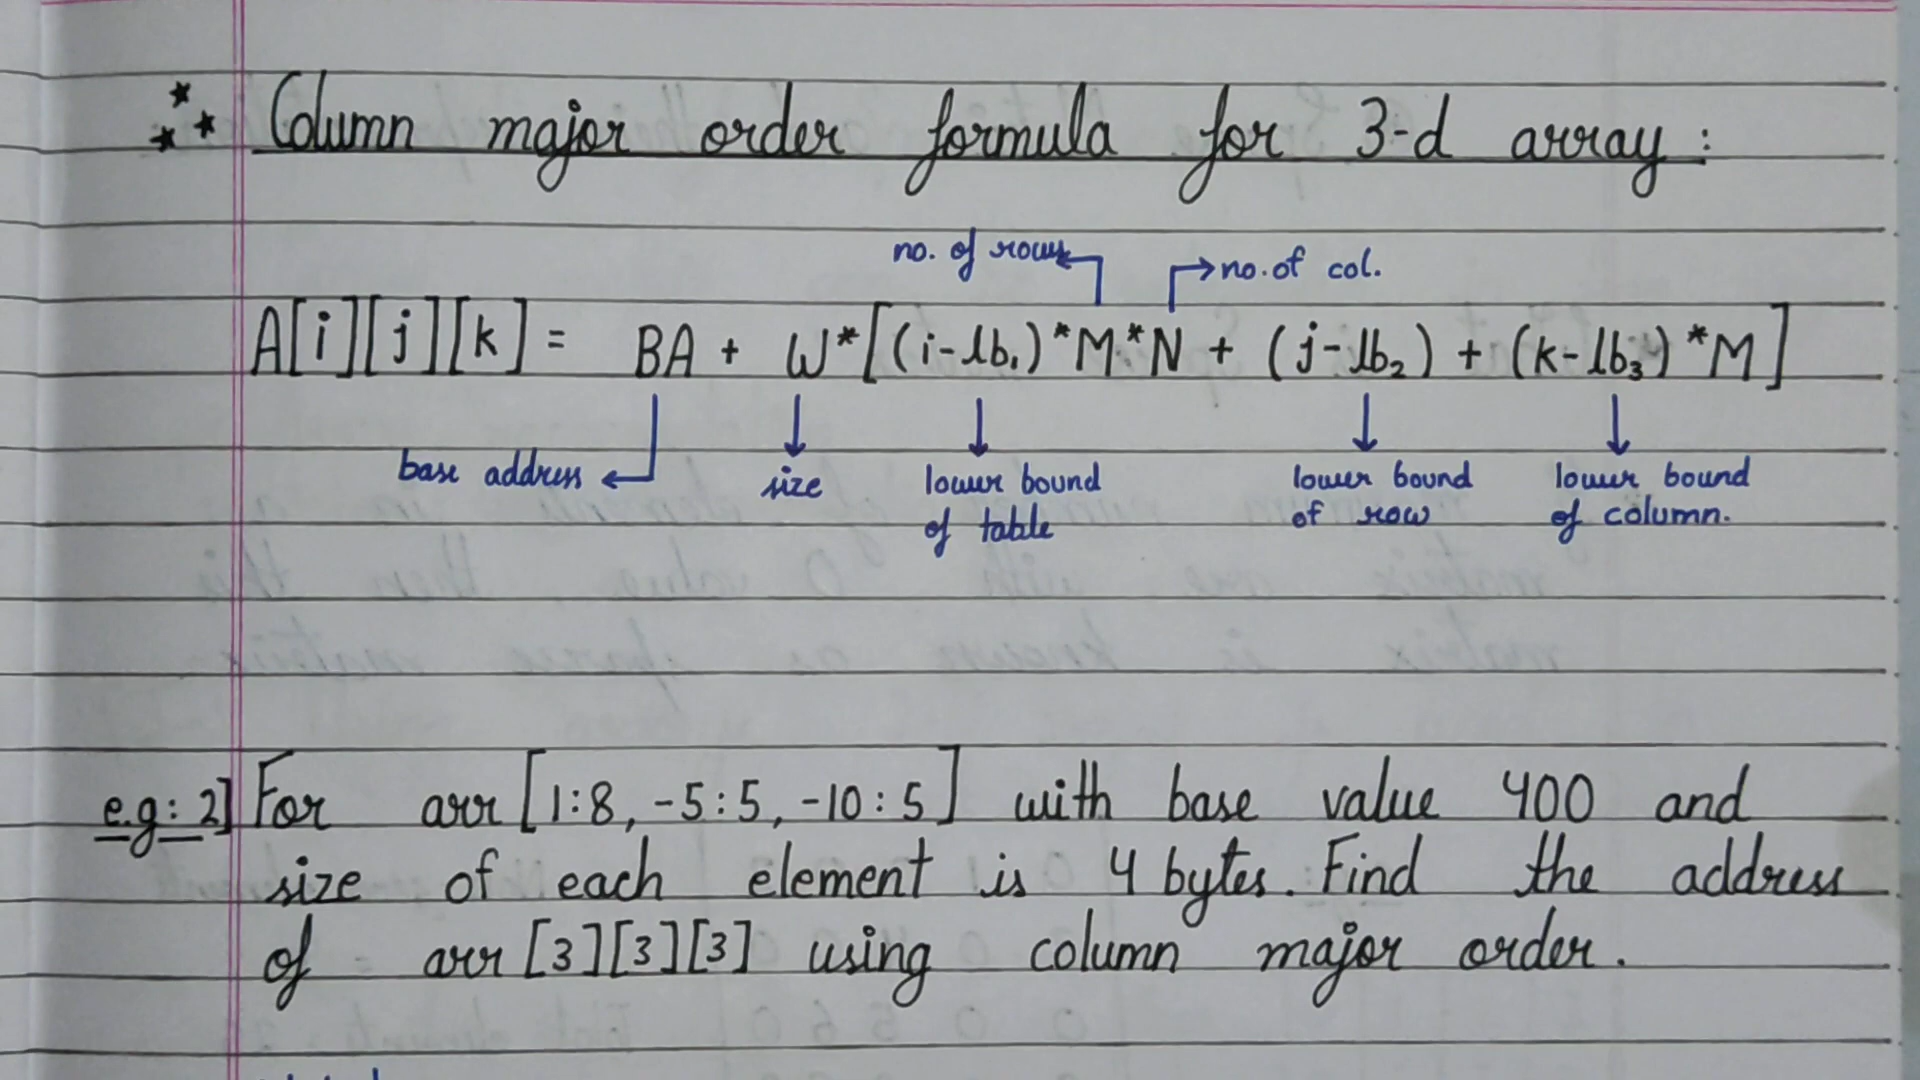 Column major order formula for 3-d array :
no. of rows
no. of col.
A[i][j][k] = BA + W*[(i-lb₁)*M*N + (j-lb₂) + (k-lb₃)*M]
base address
size
lower bound
of table
lower bound
of row
lower bound
of column.
e.g: 2] For arr [1:8, -5:5, -10:5] with base value 400 and
size of each element is 4 bytes. Find the address
of arr [3][3][3] using column major order.